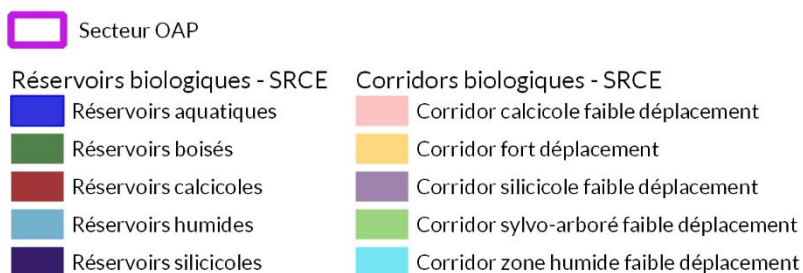 Secteur OAP
Réservoirs biologiques - SRCE
Réservoirs aquatiques
Réservoirs boisés
Réservoirs calcicoles
Réservoirs humides
Réservoirs silicicoles
Corridors biologiques - SRCE
Corridor calcicole faible déplacement
Corridor fort déplacement
Corridor silicicole faible déplacement
Corridor sylvo-arboré faible déplacement
Corridor zone humide faible déplacement